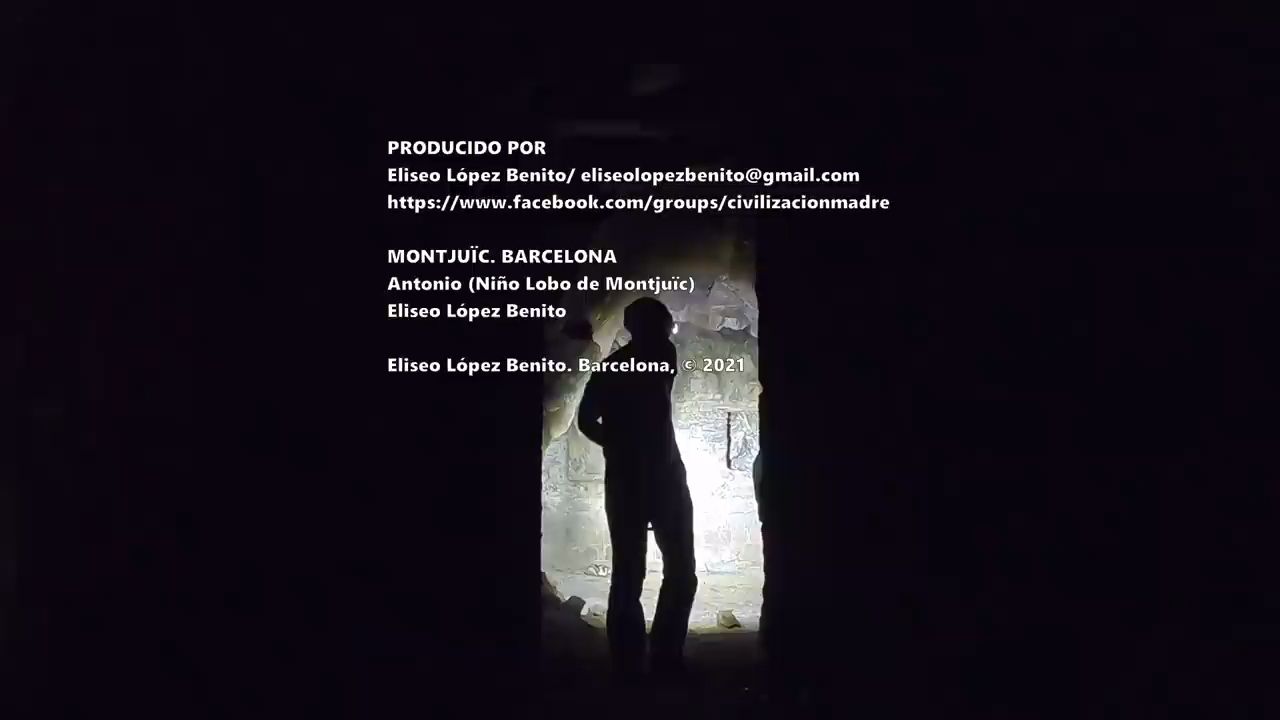 PRODUCIDO POR
Eliseo López Benito/ eliseolopezbenito@gmail.com
https://www.facebook.com/groups/civilizacionmadre
MONTJUÏC. BARCELONA
Antonio (Niño Lobo de Montjuïc)
Eliseo López Benito
Eliseo López Benito. Barcelona, © 2021